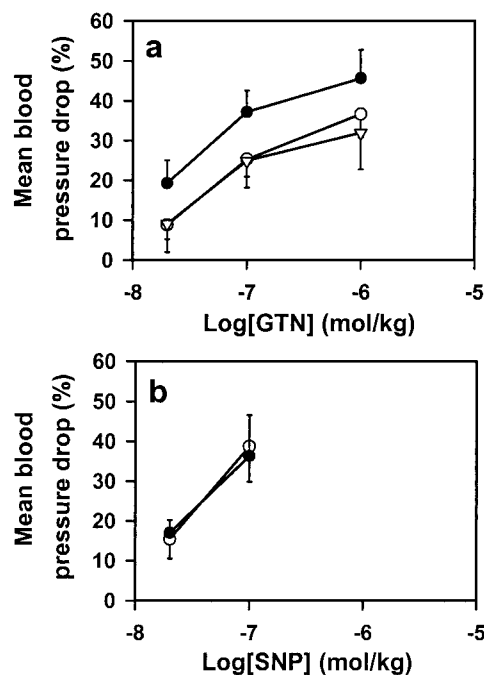 a
Mean blood
pressure drop (%)
60
50
40
30
20
10
0
-8
-7
-6
-5
Log[GTN] (mol/kg)
b
Mean blood
pressure drop (%)
60
50
40
30
20
10
0
-8
-7
-6
-5
Log[SNP] (mol/kg)